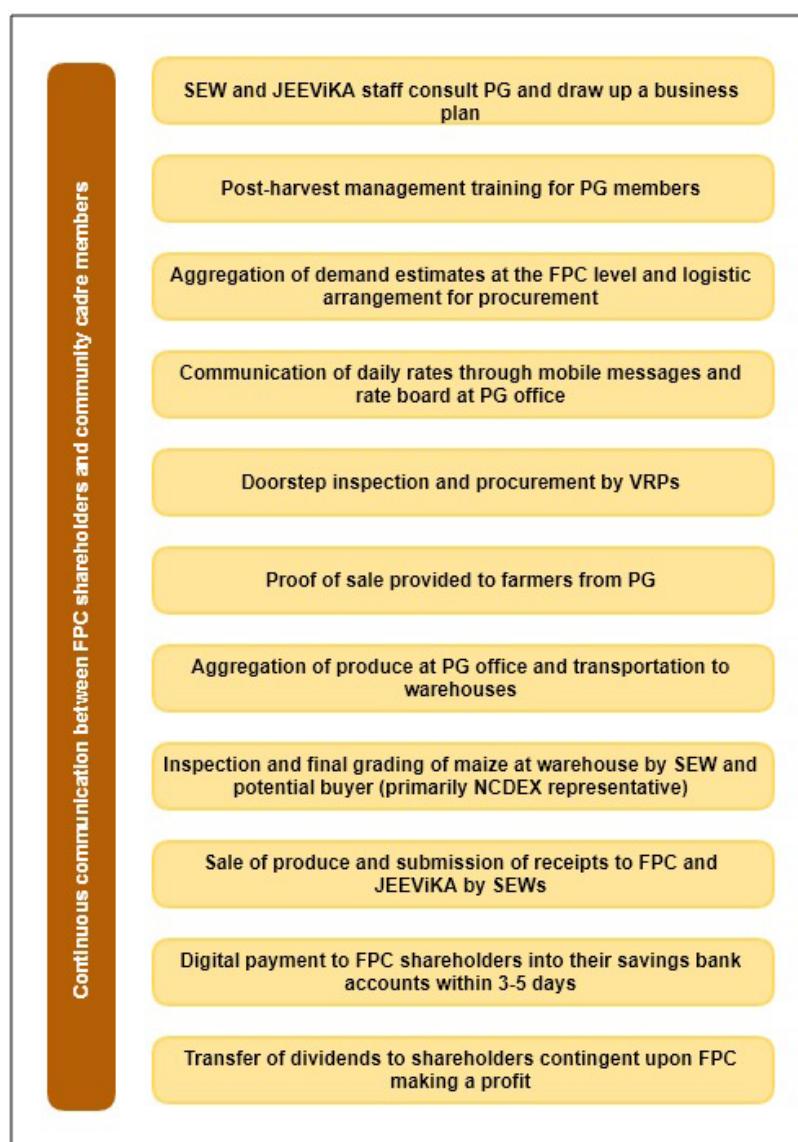 Continuous communication between FPC shareholders and community cadre members
SEW and JEEViKA staff consult PG and draw up a business
plan
Post-harvest management training for PG members
Aggregation of demand estimates at the FPC level and logistic
arrangement for procurement
Communication of daily rates through mobile messages and
rate board at PG office
Doorstep inspection and procurement by VRPs
Proof of sale provided to farmers from PG
Aggregation of produce at PG office and transportation to
warehouses
Inspection and final grading of maize at warehouse by SEW and
potential buyer (primarily NCDEX representative)
Sale of produce and submission of receipts to FPC and
JEEViKA by SEWs
Digital payment to FPC shareholders into their savings bank
accounts within 3-5 days
Transfer of dividends to shareholders contingent upon FPC
making a profit